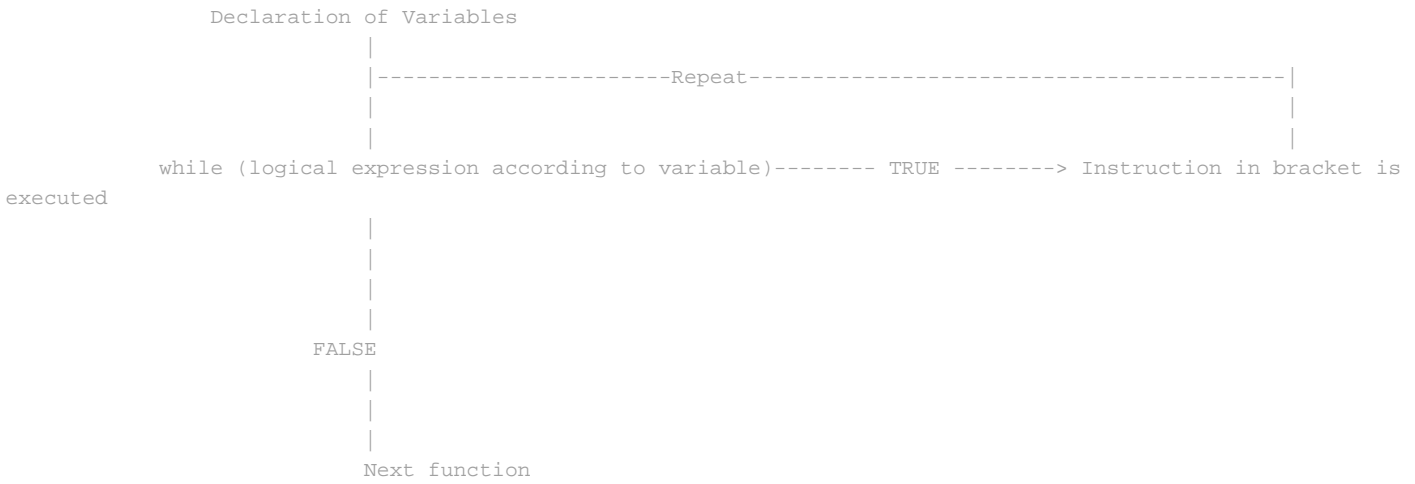 Declaration of Variables
|
|-----------------------Repeat------------------------------------------|
| |
| |
while (logical expression according to variable)-------- TRUE --------> Instruction in bracket is
executed
|
|
|
|
FALSE
|
|
|
Next function